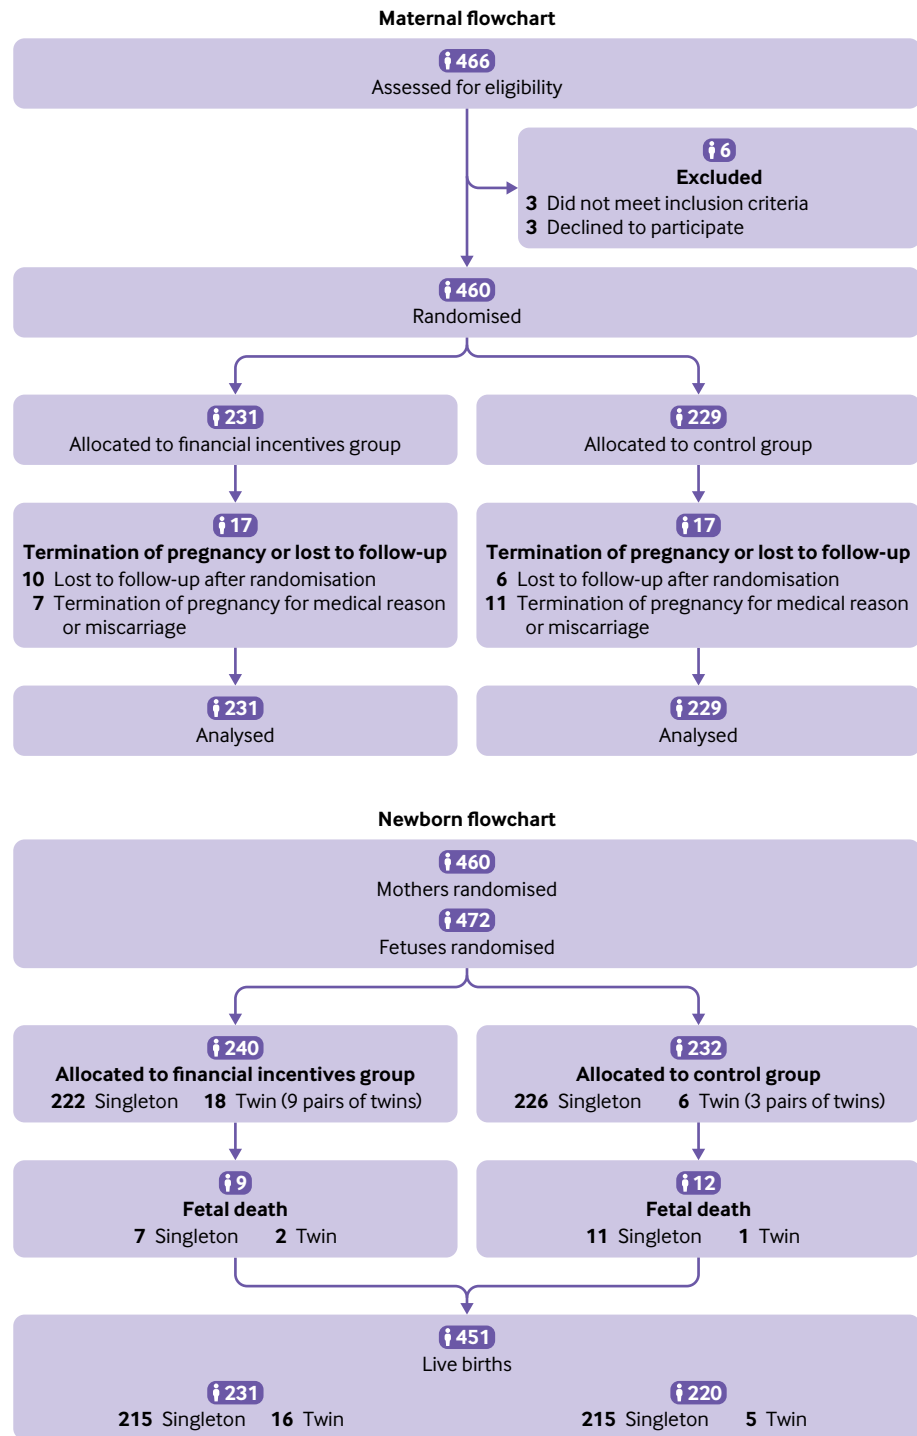 Maternal flowchart
466
Assessed for eligibility
6
Excluded
3 Did not meet inclusion criteria
3 Declined to participate
460
Randomised
231
Allocated to financial incentives group
229
Allocated to control group
17
Termination of pregnancy or lost to follow-up
10 Lost to follow-up after randomisation
7 Termination of pregnancy for medical reason
or miscarriage
17
Termination of pregnancy or lost to follow-up
6 Lost to follow-up after randomisation
11 Termination of pregnancy for medical reason
or miscarriage
231
Analysed
229
Analysed
Newborn flowchart
460
Mothers randomised
472
Fetuses randomised
240
Allocated to financial incentives group
222 Singleton 18 Twin (9 pairs of twins)
232
Allocated to control group
226 Singleton 6 Twin (3 pairs of twins)
9
Fetal death
7 Singleton 2 Twin
12
Fetal death
11 Singleton 1 Twin
451
Live births
231
215 Singleton 16 Twin
220
215 Singleton 5 Twin